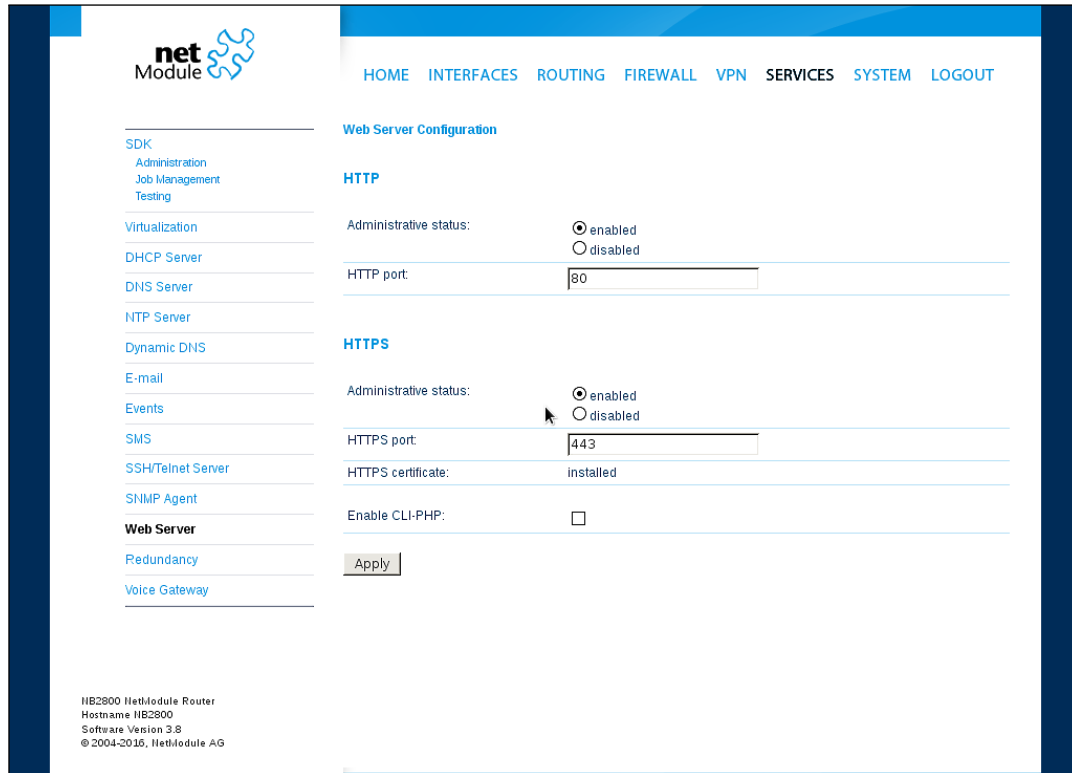 net
Module
HOME INTERFACES ROUTING FIREWALL VPN SERVICES SYSTEM LOGOUT
SDK
Administration
Job Management
Testing
Virtualization
DHCP Server
DNS Server
NTP Server
Dynamic DNS
E-mail
Events
SMS
SSH/Telnet Server
SNMP Agent
Web Server
Redundancy
Voice Gateway
Web Server Configuration
HTTP
Administrative status:
enabled
disabled
HTTP port: 80
HTTPS
Administrative status:
enabled
disabled
HTTPS port: 443
HTTPS certificate: installed
Enable CLI-PHP:
Apply
NB2800 NetModule Router
Hostname NB2800
Software Version 3.8
© 2004-2016, NetModule AG